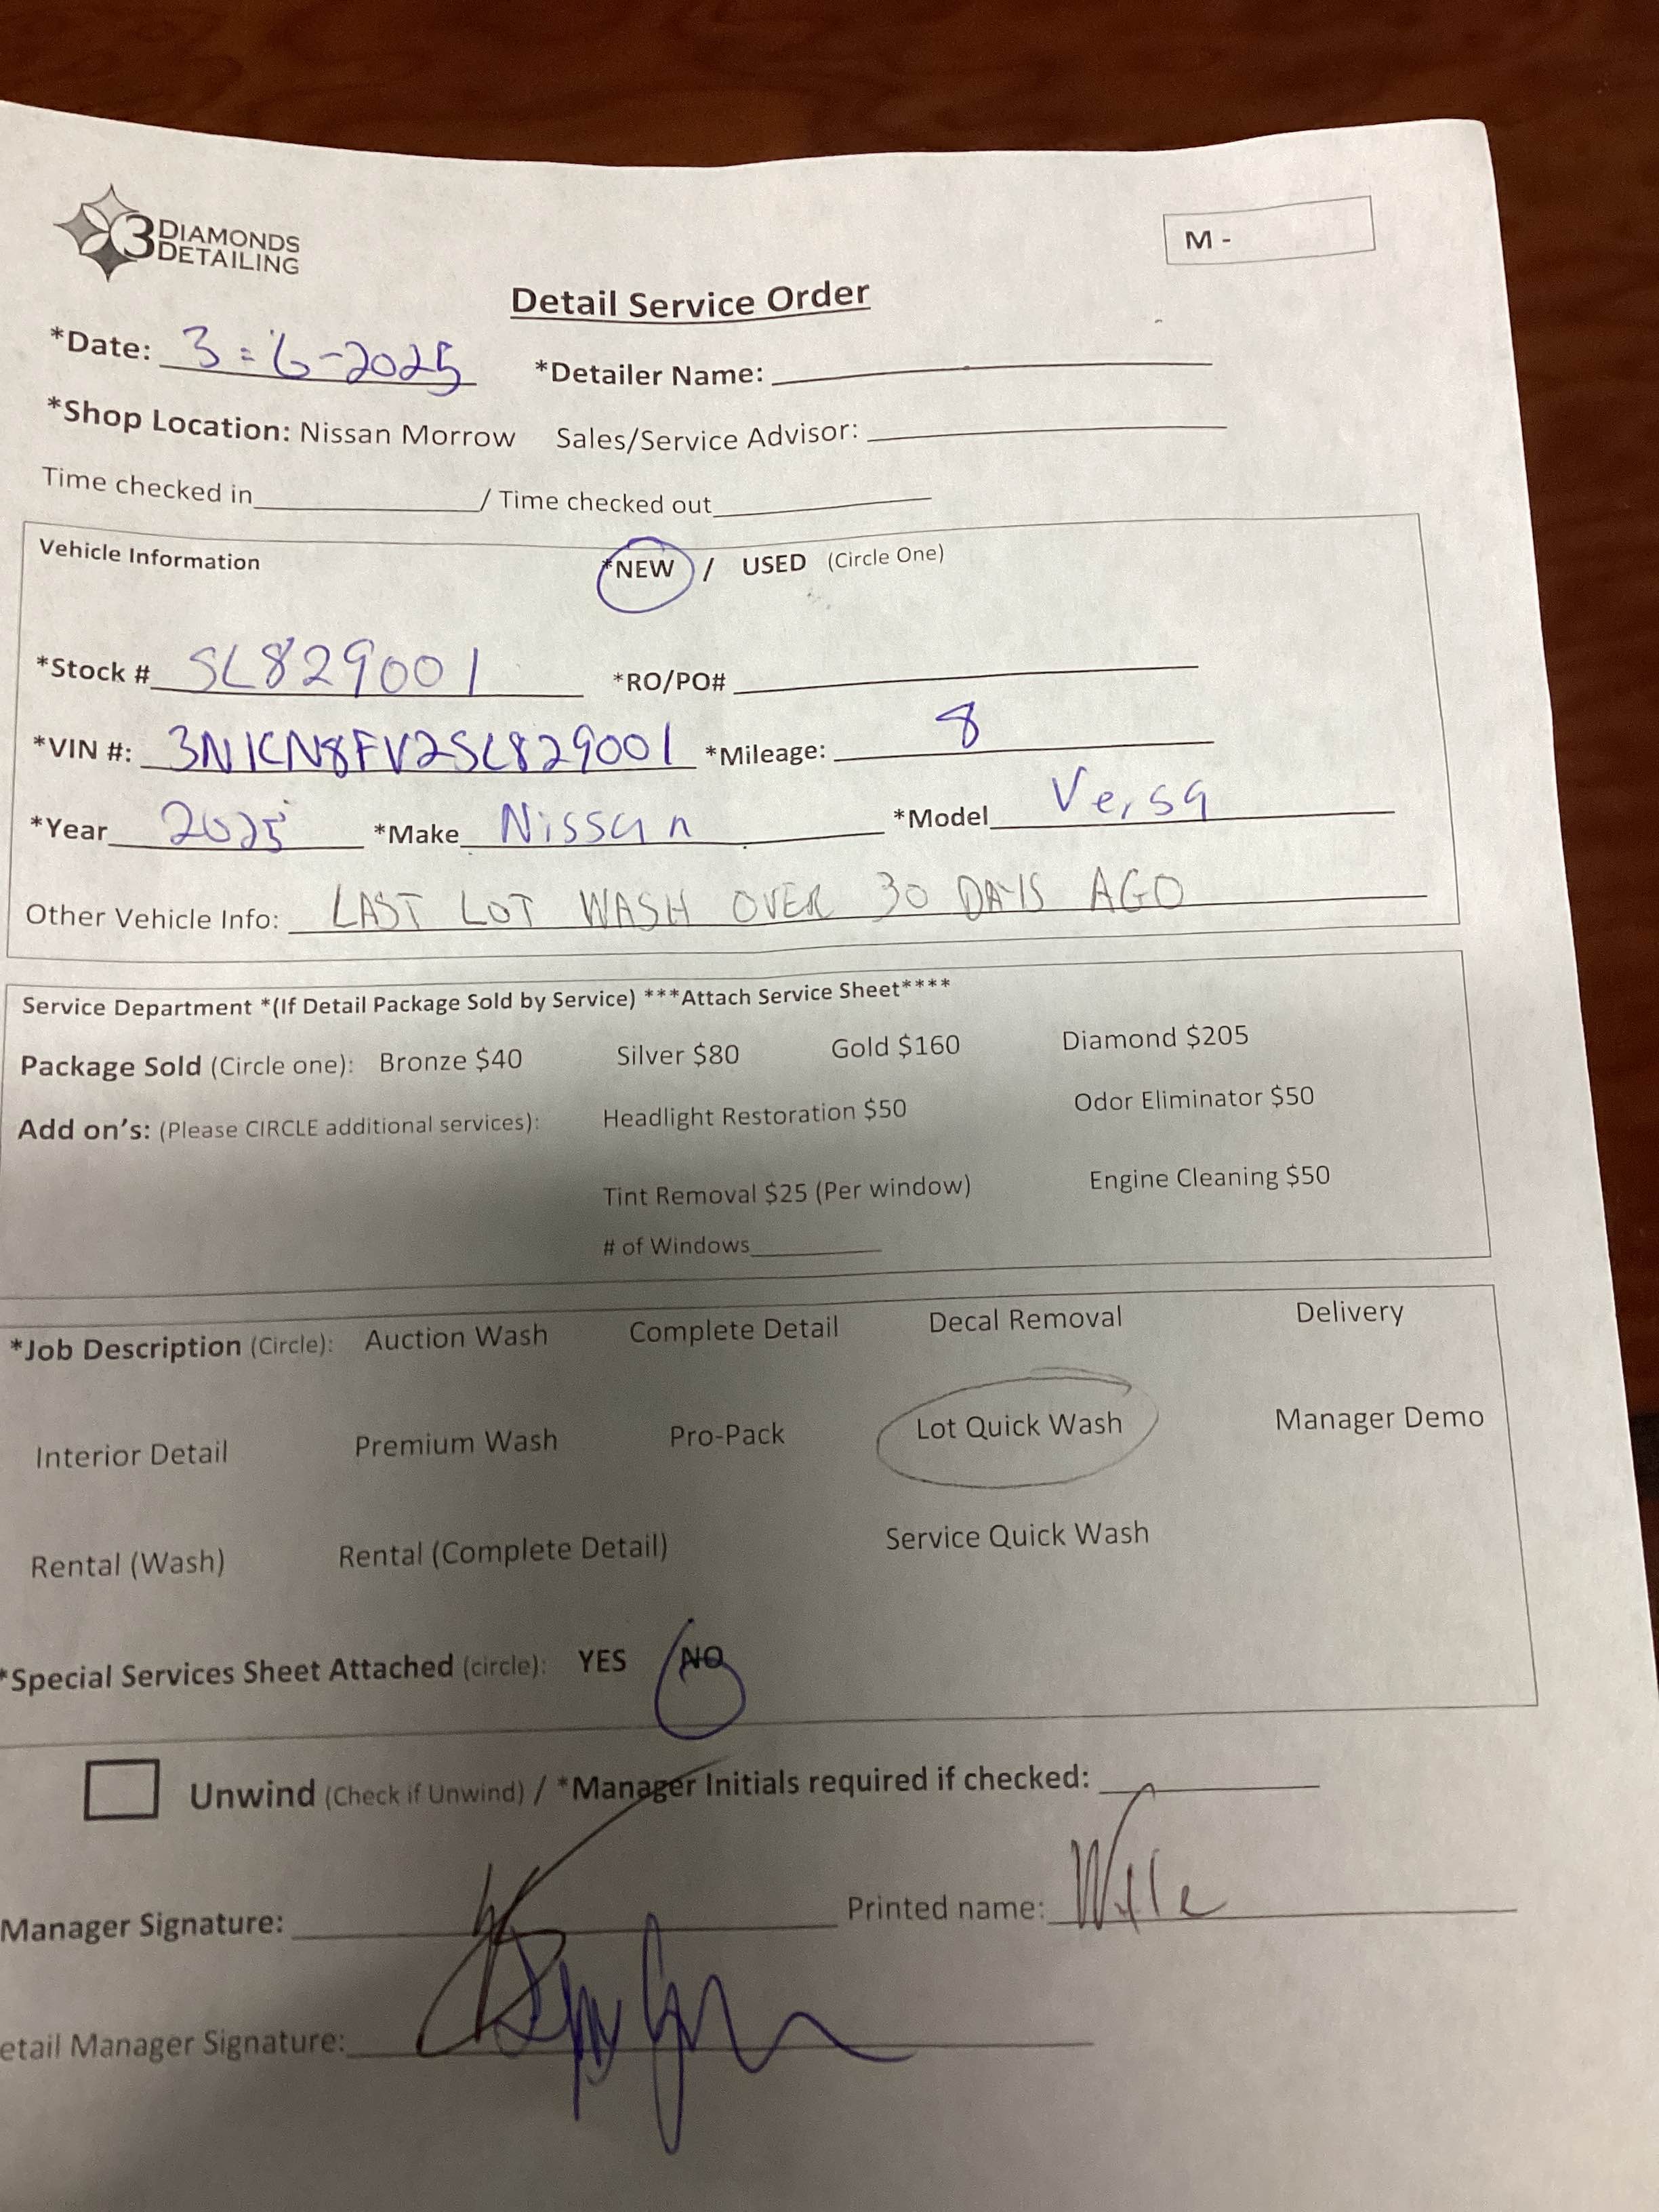 3 DIAMONDS DETAILING
M -
Detail Service Order
*Date: 3-6-2025 *Detailer Name:
*Shop Location: Nissan Morrow Sales/Service Advisor:
Time checked in / Time checked out
Vehicle Information *NEW / USED (Circle One)
*Stock # SL829001 *RO/PO#
*VIN #: 3N1CN8FV2SL829001 *Mileage: 8
*Year 2025 *Make Nissan *Model Versa
Other Vehicle Info: LAST LOT WASH OVER 30 DAYS AGO
Service Department *(If Detail Package Sold by Service) ***Attach Service Sheet****
Package Sold (Circle one): Bronze $40 Silver $80 Gold $160 Diamond $205
Add on's: (Please CIRCLE additional services): Headlight Restoration $50 Odor Eliminator $50
Tint Removal $25 (Per window) Engine Cleaning $50
# of Windows
*Job Description (Circle): Auction Wash Complete Detail Decal Removal Delivery
Interior Detail Premium Wash Pro-Pack Lot Quick Wash Manager Demo
Rental (Wash) Rental (Complete Detail) Service Quick Wash
*Special Services Sheet Attached (circle): YES NO
Unwind (Check if Unwind) / *Manager Initials required if checked:
Manager Signature: Printed name:
etail Manager Signature: